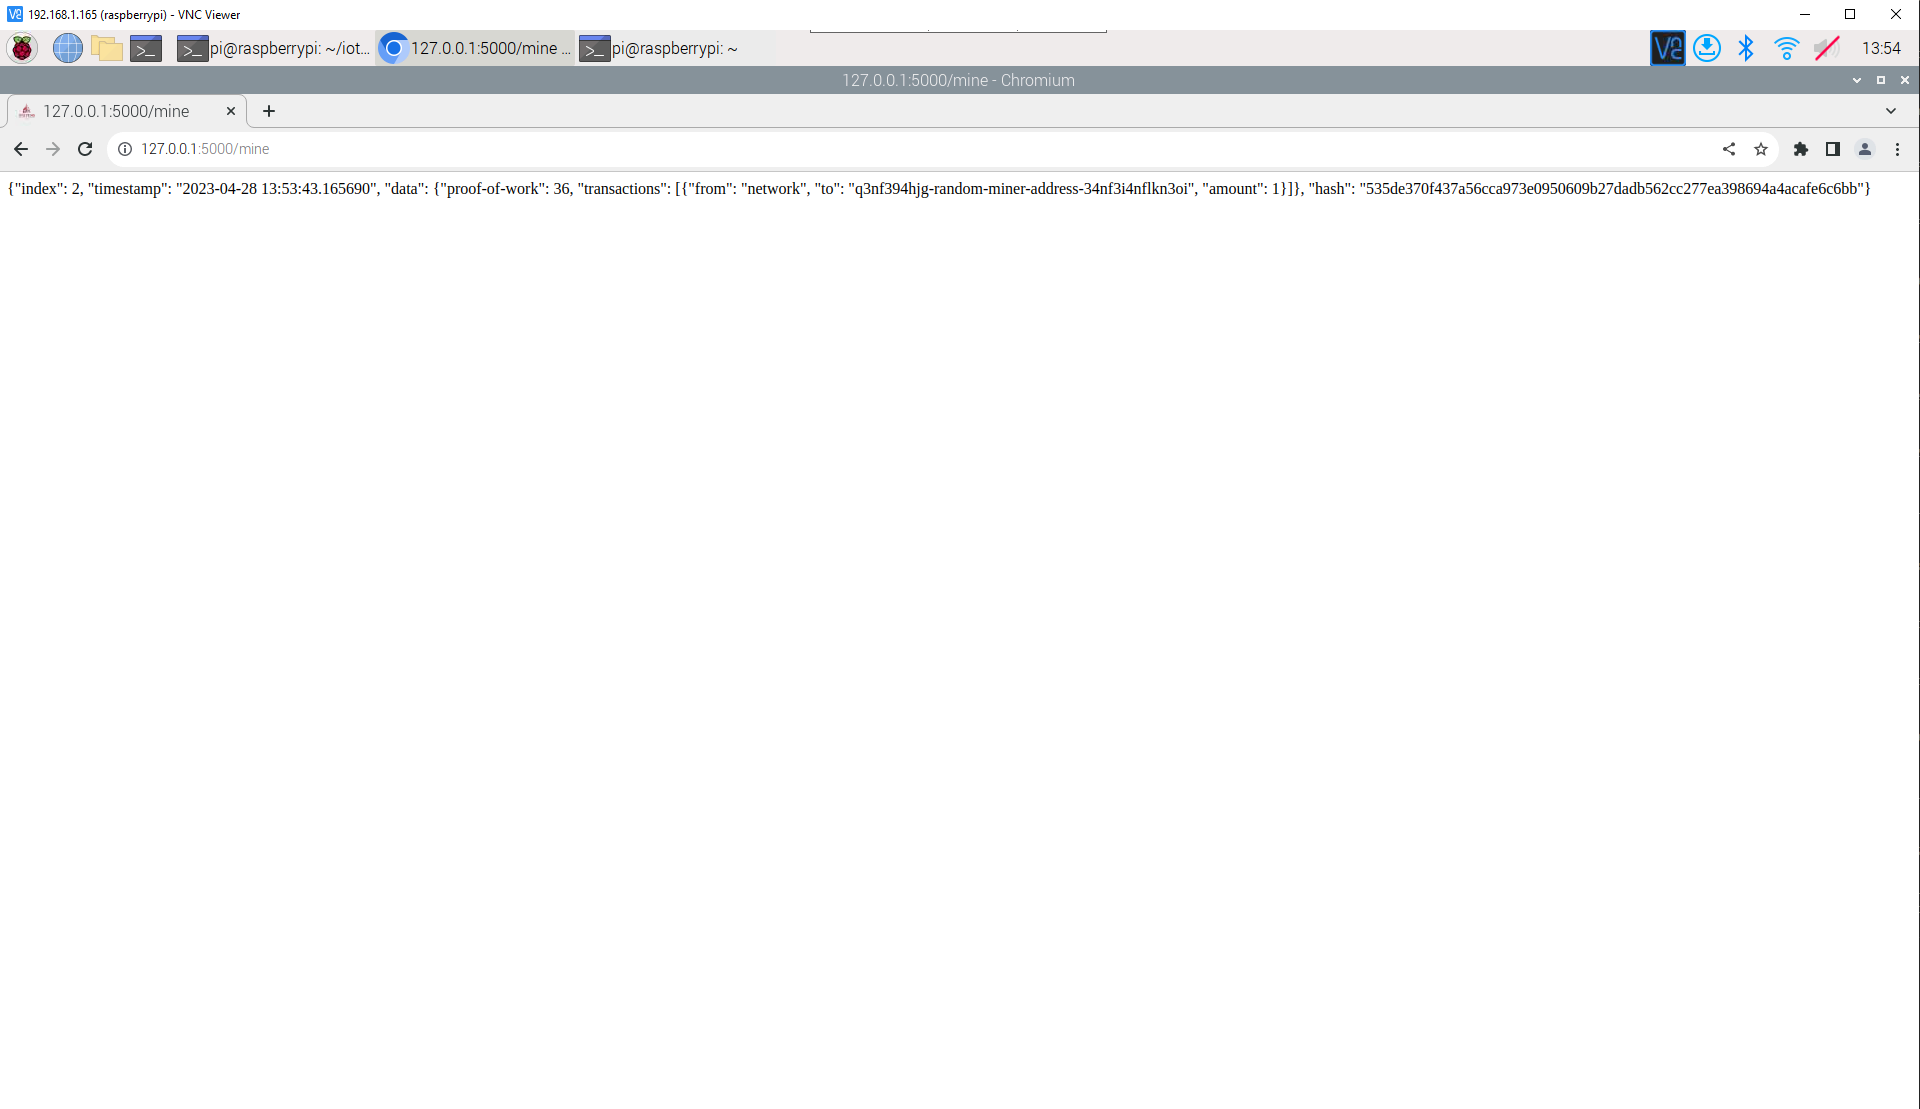 192.168.1.165 (raspberrypi) - VNC Viewer
pi@raspberrypi: ~/iot... 127.0.0.1:5000/mine ... pi@raspberrypi: ~ 13:54
127.0.0.1:5000/mine - Chromium
127.0.0.1:5000/mine
127.0.0.1:5000/mine
{"index": 2, "timestamp": "2023-04-28 13:53:43.165690", "data": {"proof-of-work": 36, "transactions": [{"from": "network", "to": "q3nf394hjg-random-miner-address-34nf3i4nflkn3oi", "amount": 1}]}, "hash": "535de370f437a56cca973e0950609b27dadb562cc277ea398694a4acafe6c6bb"}